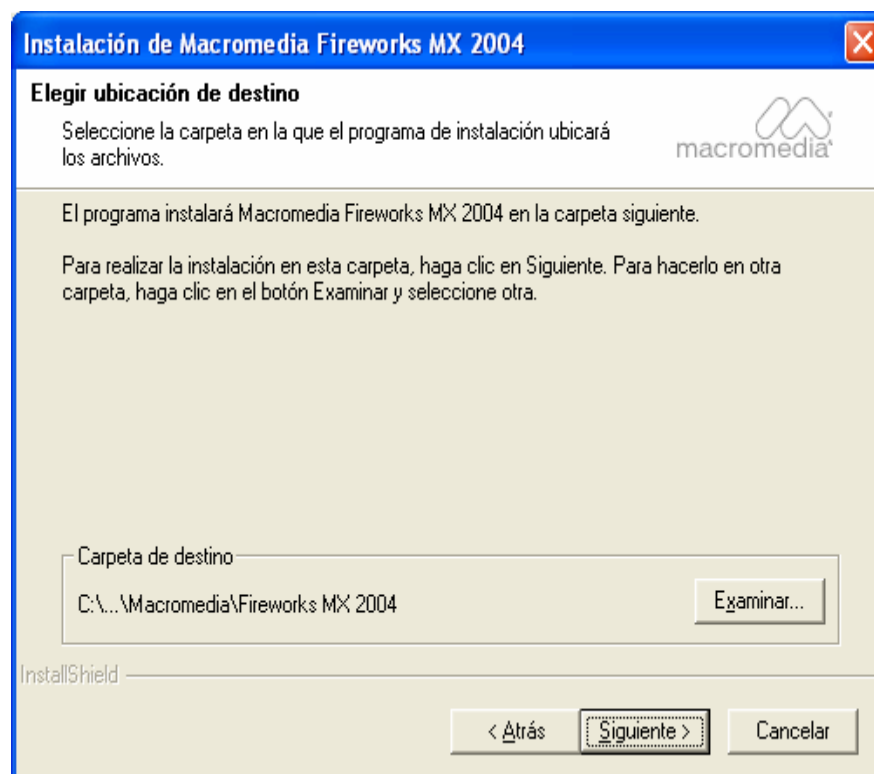 Instalación de Macromedia Fireworks MX 2004
Elegir ubicación de destino
Seleccione la carpeta en la que el programa de instalación ubicará
los archivos.
macromedia
El programa instalará Macromedia Fireworks MX 2004 en la carpeta siguiente.
Para realizar la instalación en esta carpeta, haga clic en Siguiente. Para hacerlo en otra
carpeta, haga clic en el botón Examinar y seleccione otra.
Carpeta de destino
C:\...\Macromedia\Fireworks MX 2004
Examinar...
InstallShield
< Atrás
Siguiente >
Cancelar